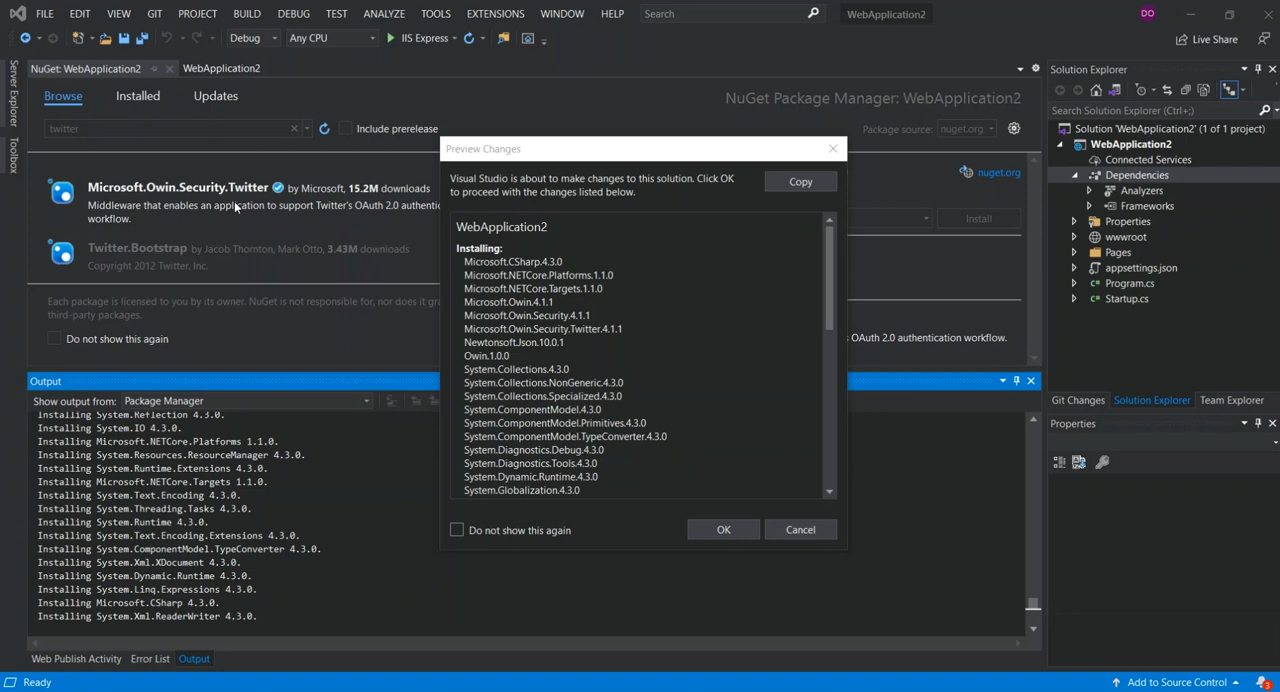 FILE EDIT VIEW GIT PROJECT BUILD DEBUG TEST ANALYZE TOOLS EXTENSIONS WINDOW HELP Search WebApplication2 DO
Debug Any CPU IIS Express Live Share
Server Explorer
Toolbox
NuGet: WebApplication2 WebApplication2
Browse Installed Updates
NuGet Package Manager: WebApplication2
twitter Include prerelease Package source: nuget.org
Microsoft.Owin.Security.Twitter by Microsoft, 15.2M downloads
Middleware that enables an application to support Twitter's OAuth 2.0 authentic
workflow.
Twitter.Bootstrap by Jacob Thornton, Mark Otto, 3.43M downloads
Copyright 2012 Twitter, Inc.
Each package is licensed to you by its owner. NuGet is not responsible for, nor does it gra
third-party packages.
Do not show this again
nuget.org
Install
OAuth 2.0 authentication workflow.
Preview Changes
Visual Studio is about to make changes to this solution. Click OK
to proceed with the changes listed below.
Copy
WebApplication2
Installing:
Microsoft.CSharp.4.3.0
Microsoft.NETCore.Platforms.1.1.0
Microsoft.NETCore.Targets.1.1.0
Microsoft.Owin.4.1.1
Microsoft.Owin.Security.4.1.1
Microsoft.Owin.Security.Twitter.4.1.1
Newtonsoft.Json.10.0.1
Owin.1.0.0
System.Collections.4.3.0
System.Collections.NonGeneric.4.3.0
System.Collections.Specialized.4.3.0
System.ComponentModel.4.3.0
System.ComponentModel.Primitives.4.3.0
System.ComponentModel.TypeConverter.4.3.0
System.Diagnostics.Debug.4.3.0
System.Diagnostics.Tools.4.3.0
System.Dynamic.Runtime.4.3.0
System.Globalization.4.3.0
Do not show this again OK Cancel
Output
Show output from: Package Manager
Installing System.Reflection 4.3.0.
Installing System.IO 4.3.0.
Installing Microsoft.NETCore.Platforms 1.1.0.
Installing System.Resources.ResourceManager 4.3.0.
Installing System.Runtime.Extensions 4.3.0.
Installing Microsoft.NETCore.Targets 1.1.0.
Installing System.Text.Encoding 4.3.0.
Installing System.Threading.Tasks 4.3.0.
Installing System.Runtime 4.3.0.
Installing System.Text.Encoding.Extensions 4.3.0.
Installing System.ComponentModel.TypeConverter 4.3.0.
Installing System.Xml.XDocument 4.3.0.
Installing System.Dynamic.Runtime 4.3.0.
Installing System.Linq.Expressions 4.3.0.
Installing Microsoft.CSharp 4.3.0.
Installing System.Xml.ReaderWriter 4.3.0.
Web Publish Activity Error List Output
Solution Explorer
Search Solution Explorer (Ctrl+;)
Solution 'WebApplication2' (1 of 1 project)
WebApplication2
Connected Services
Dependencies
Analyzers
Frameworks
Properties
wwwroot
Pages
appsettings.json
C# Program.cs
C# Startup.cs
Git Changes Solution Explorer Team Explorer
Properties
Ready Add to Source Control 3